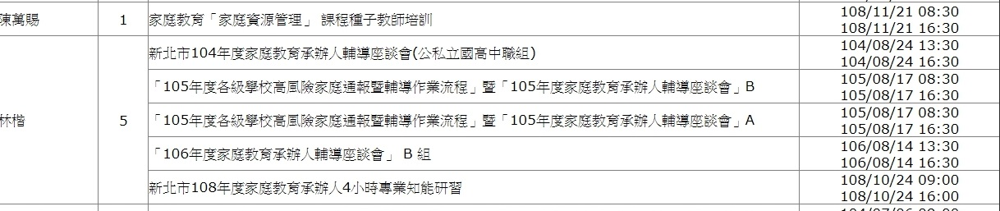 陳萬賜 1 家庭教育「家庭資源管理」 課程種子教師培訓 108/11/21 08:30
108/11/21 16:30
林楷 5 新北市104年度家庭教育承辦人輔導座談會(公私立國高中職組) 104/08/24 13:30
104/08/24 16:30
「105年度各級學校高風險家庭通報暨輔導作業流程」暨「105年度家庭教育承辦人輔導座談會」B 105/08/17 08:30
105/08/17 16:30
「105年度各級學校高風險家庭通報暨輔導作業流程」暨「105年度家庭教育承辦人輔導座談會」A 105/08/17 08:30
105/08/17 16:30
「106年度家庭教育承辦人輔導座談會」 B 組 106/08/14 13:30
106/08/14 16:30
新北市108年度家庭教育承辦人4小時專業知能研習 108/10/24 09:00
108/10/24 16:00